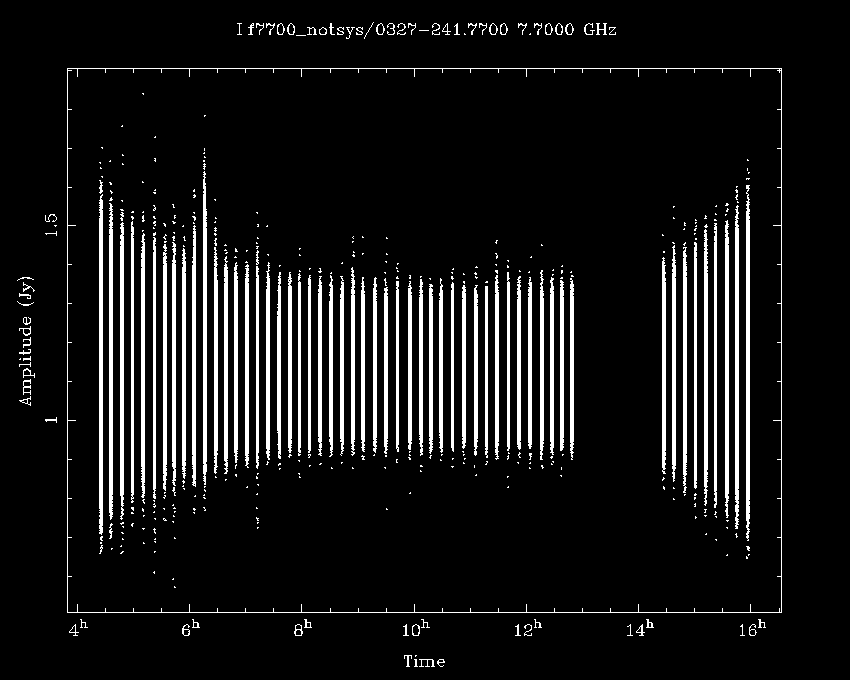 I f7700_notsys/0327-241.7700 7.7000 GHz
1.5
1
Amplitude (Jy)
4h 6h 8h 10h 12h 14h 16h
Time